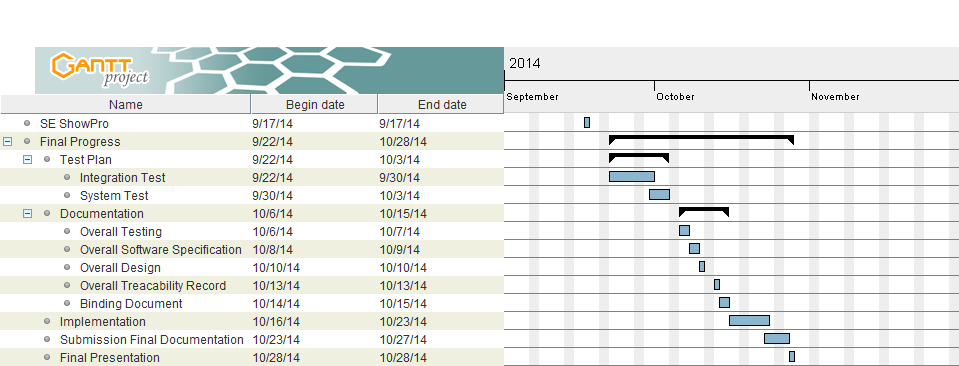 GANTT
project
2014
September October November
Name Begin date End date
SE ShowPro 9/17/14 9/17/14
Final Progress 9/22/14 10/28/14
Test Plan 9/22/14 10/3/14
Integration Test 9/22/14 9/30/14
System Test 9/30/14 10/3/14
Documentation 10/6/14 10/15/14
Overall Testing 10/6/14 10/7/14
Overall Software Specification 10/8/14 10/9/14
Overall Design 10/10/14 10/10/14
Overall Treacability Record 10/13/14 10/13/14
Binding Document 10/14/14 10/15/14
Implementation 10/16/14 10/23/14
Submission Final Documentation 10/23/14 10/27/14
Final Presentation 10/28/14 10/28/14